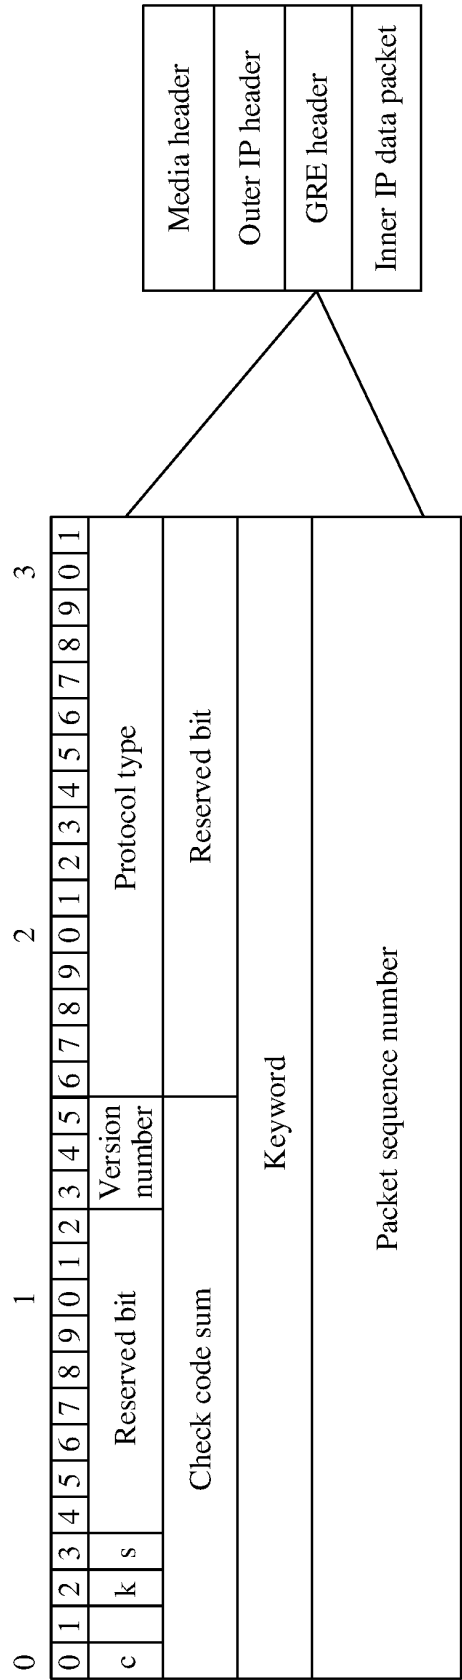 0 1 2 3
0 1 2 3 4 5 6 7 8 9 0 1 2 3 4 5 6 7 8 9 0 1 2 3 4 5 6 7 8 9 0 1
c k s Reserved bit Version Protocol type
number
Check code sum Reserved bit
Keyword
Packet sequence number
Media header
Outer IP header
GRE header
Inner IP data packet